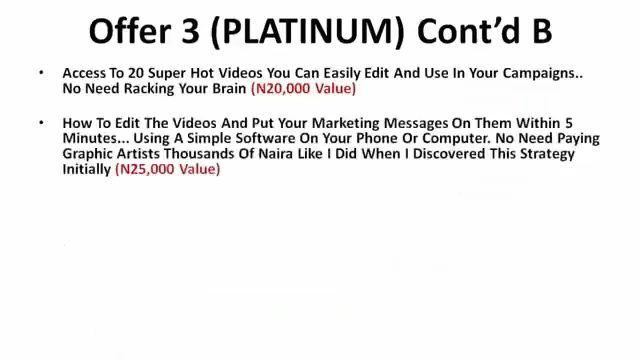 Offer 3 (PLATINUM) Cont’d B
• Access To 20 Super Hot Videos You Can Easily Edit And Use In Your Campaigns..
No Need Racking Your Brain (N20,000 Value)
• How To Edit The Videos And Put Your Marketing Messages On Them Within 5
Minutes... Using A Simple Software On Your Phone Or Computer. No Need Paying
Graphic Artists Thousands Of Naira Like I Did When I Discovered This Strategy
Initially (N25,000 Value)